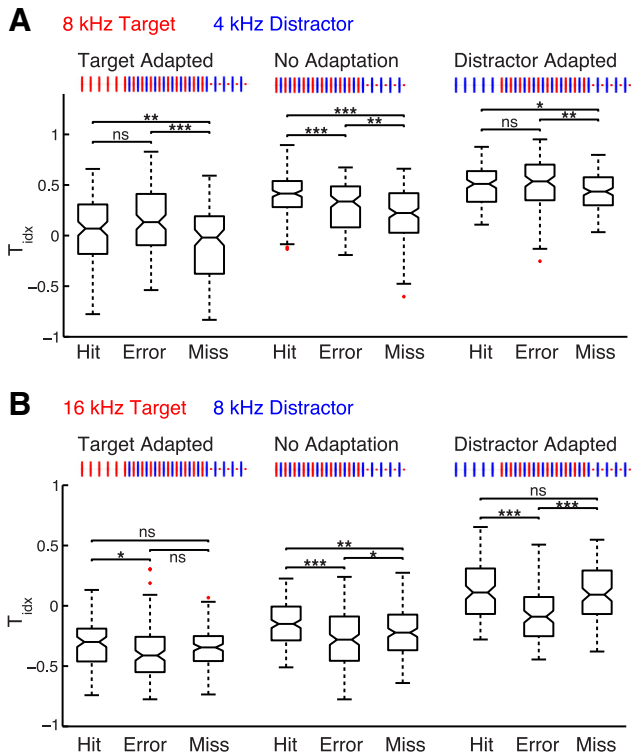 A
8 kHz Target 4 kHz Distractor
Target Adapted No Adaptation Distractor Adapted
** *** *
ns *** *** ** ns **
1
0.5
0
−0.5
−1
T idx
Hit Error Miss Hit Error Miss Hit Error Miss
B
16 kHz Target 8 kHz Distractor
Target Adapted No Adaptation Distractor Adapted
ns ** ns
* ns *** * *** ***
1
0.5
0
−0.5
−1
T idx
Hit Error Miss Hit Error Miss Hit Error Miss